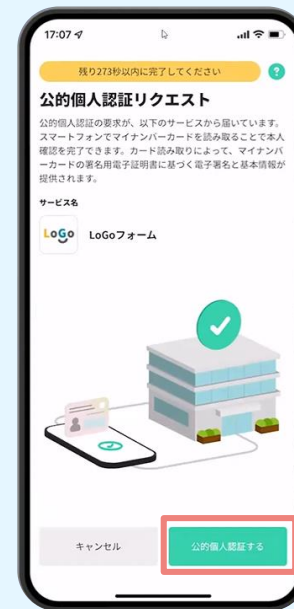 17:07
残り273秒以内に完了してください
?
公的個人認証リクエスト
公的個人認証の要求が、以下のサービスから届いています。
スマートフォンでマイナンバーカードを読み取ることで本人
確認を完了できます。カード読み取りによって、マイナンバ
ーカードの署名用電子証明書に基づく電子署名と基本情報が
提供されます。
サービス名
LoGo
LoGoフォーム
キャンセル
公的個人認証する